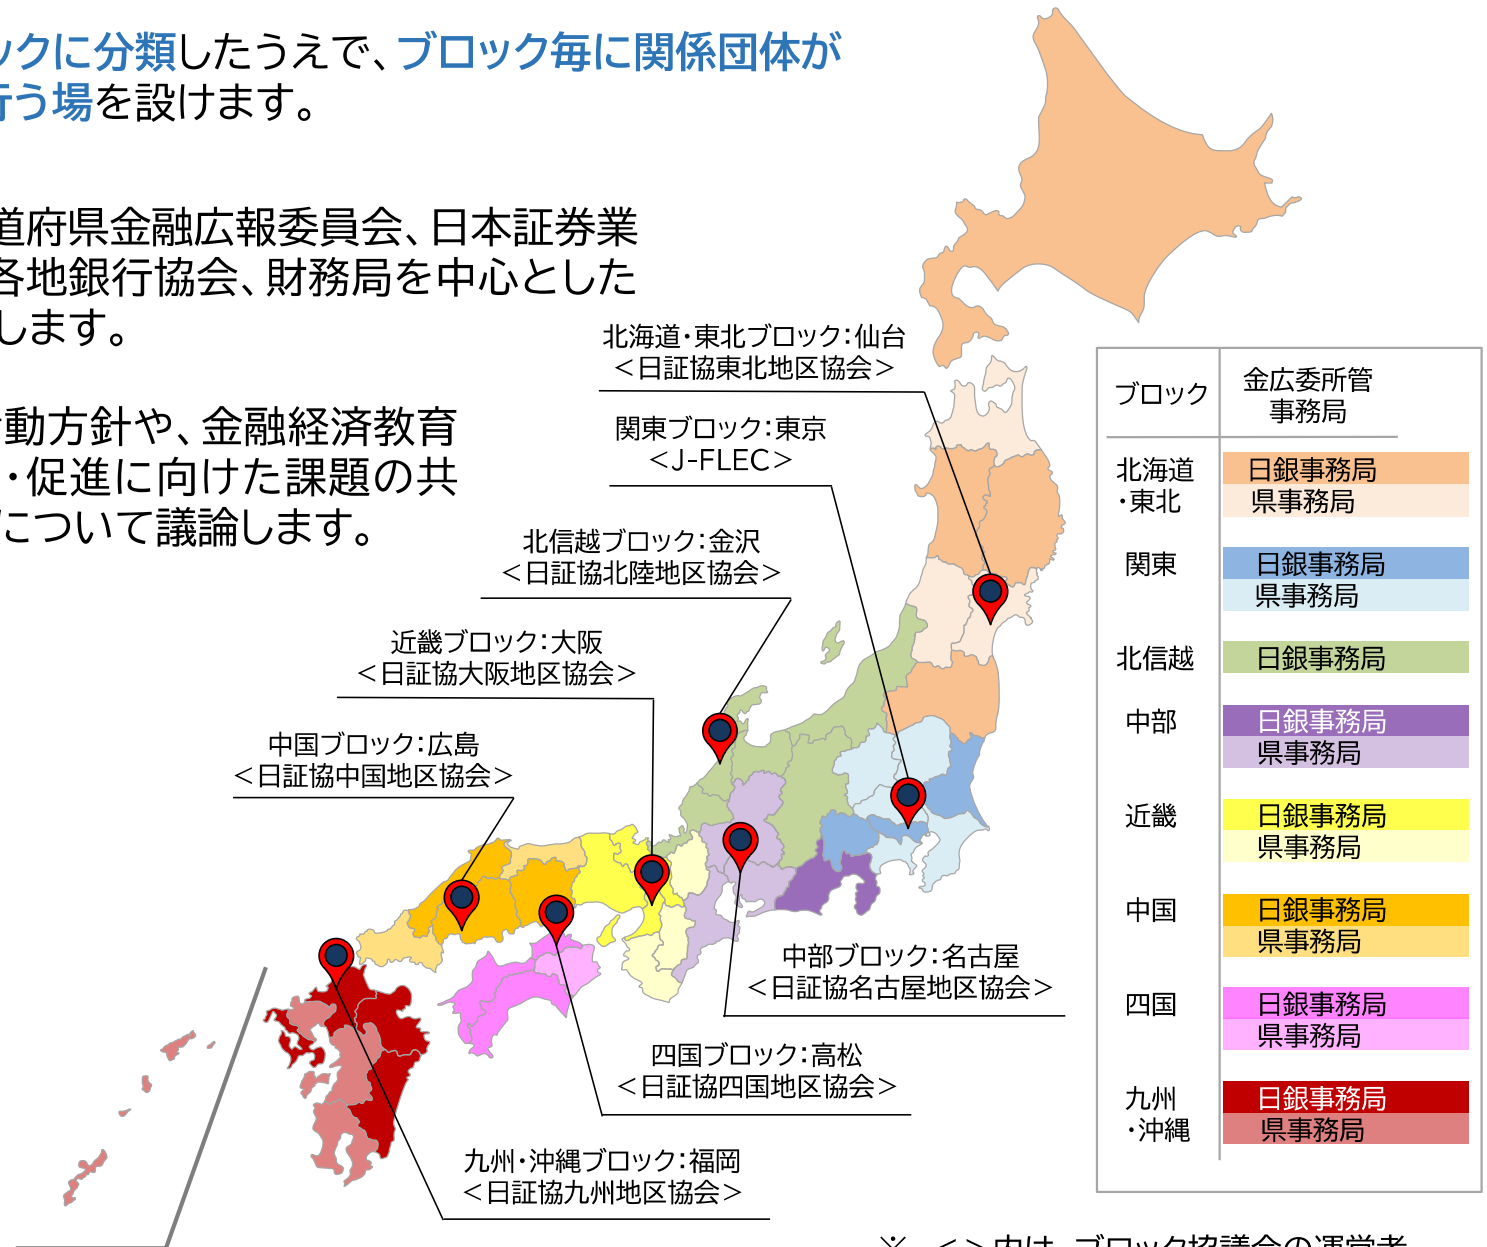 ックに分類したうえで、ブロック毎に関係団体が
行う場を設けます。
道府県金融広報委員会、日本証券業
各地銀行協会、財務局を中心とした
します。
動方針や、金融経済教育
・促進に向けた課題の共
について議論します。
北海道・東北ブロック：仙台
＜日証協東北地区協会＞
関東ブロック：東京
＜J-FLEC＞
北信越ブロック：金沢
＜日証協北陸地区協会＞
近畿ブロック：大阪
＜日証協大阪地区協会＞
中国ブロック：広島
＜日証協中国地区協会＞
中部ブロック：名古屋
＜日証協名古屋地区協会＞
四国ブロック：高松
＜日証協四国地区協会＞
九州・沖縄ブロック：福岡
＜日証協九州地区協会＞
ブロック
金広委所管
事務局
北海道
・東北
日銀事務局
県事務局
関東
日銀事務局
県事務局
北信越
日銀事務局
中部
日銀事務局
県事務局
近畿
日銀事務局
県事務局
中国
日銀事務局
県事務局
四国
日銀事務局
県事務局
九州
・沖縄
日銀事務局
県事務局
※　＜＞内は、ブロック協議会の運営者